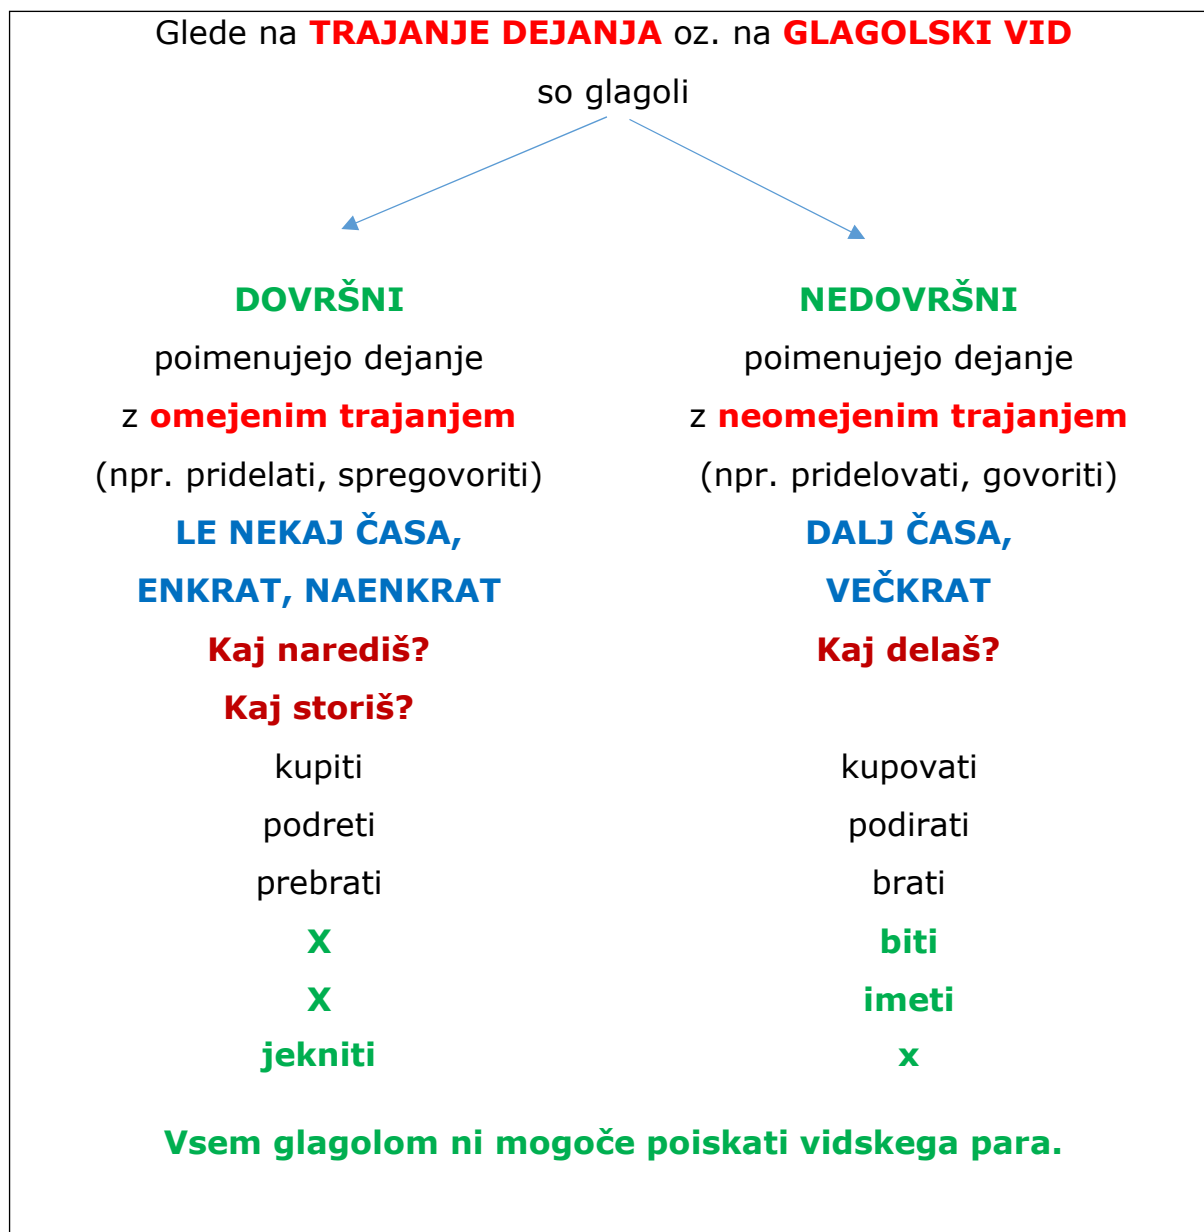 Glede na TRAJANJE DEJANJA oz. na GLAGOLSKI VID
so glagoli
DOVRŠNI
poimenujejo dejanje
z omejenim trajanjem
(npr. pridelati, spregovoriti)
LE NEKAJ ČASA,
ENKRAT, NAENKRAT
Kaj narediš?
Kaj storiš?
kupiti
podreti
prebrati
X
X
jekniti
NEDOVRŠNI
poimenujejo dejanje
z neomejenim trajanjem
(npr. pridelovati, govoriti)
DALJ ČASA,
VEČKRAT
Kaj delaš?
kupovati
podirati
brati
biti
imeti
x
Vsem glagolom ni mogoče poiskati vidskega para.